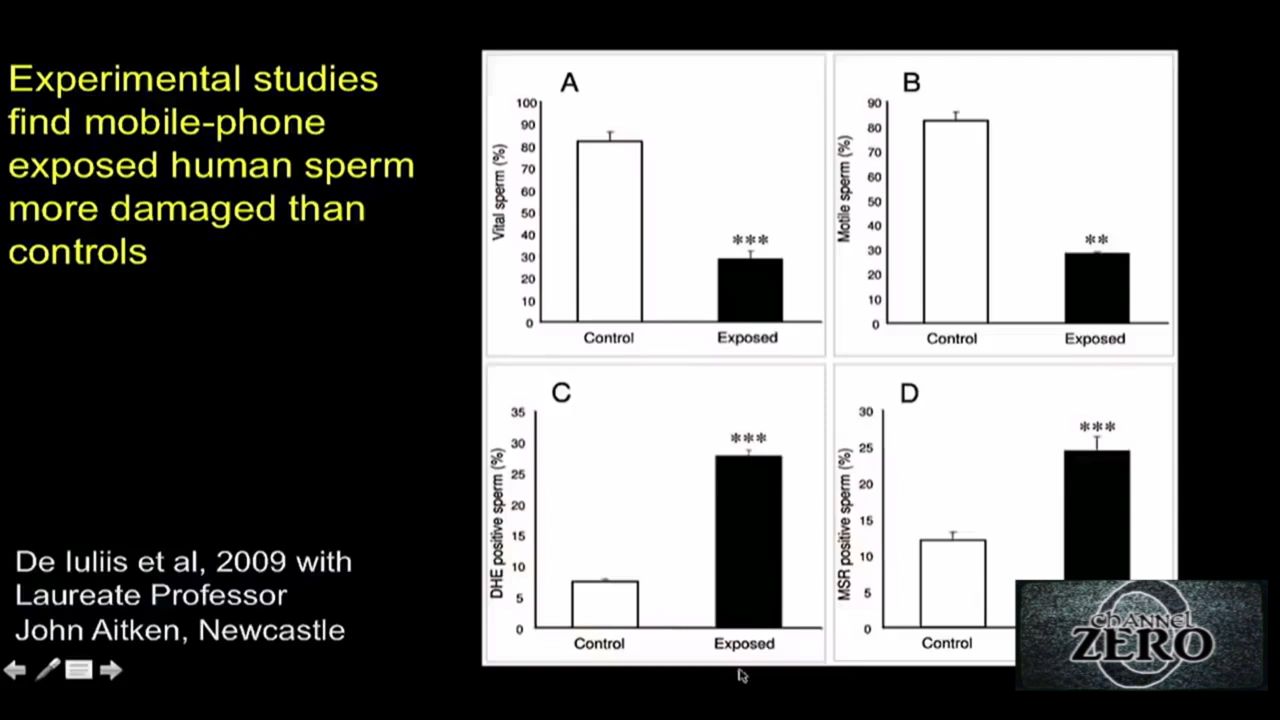 Experimental studies
find mobile-phone
exposed human sperm
more damaged than
controls
De Iuliis et al, 2009 with
Laureate Professor
John Aitken, Newcastle
A
Vital sperm (%)
100
90
80
70
60
50
40
30
20
10
0
***
Control
Exposed
B
Motile sperm (%)
90
80
70
60
50
40
30
20
10
0
**
Control
Exposed
C
DHE positive sperm (%)
35
30
25
20
15
10
5
0
***
Control
Exposed
D
MSR positive sperm (%)
30
25
20
15
10
5
0
***
Control
channel
ZERO